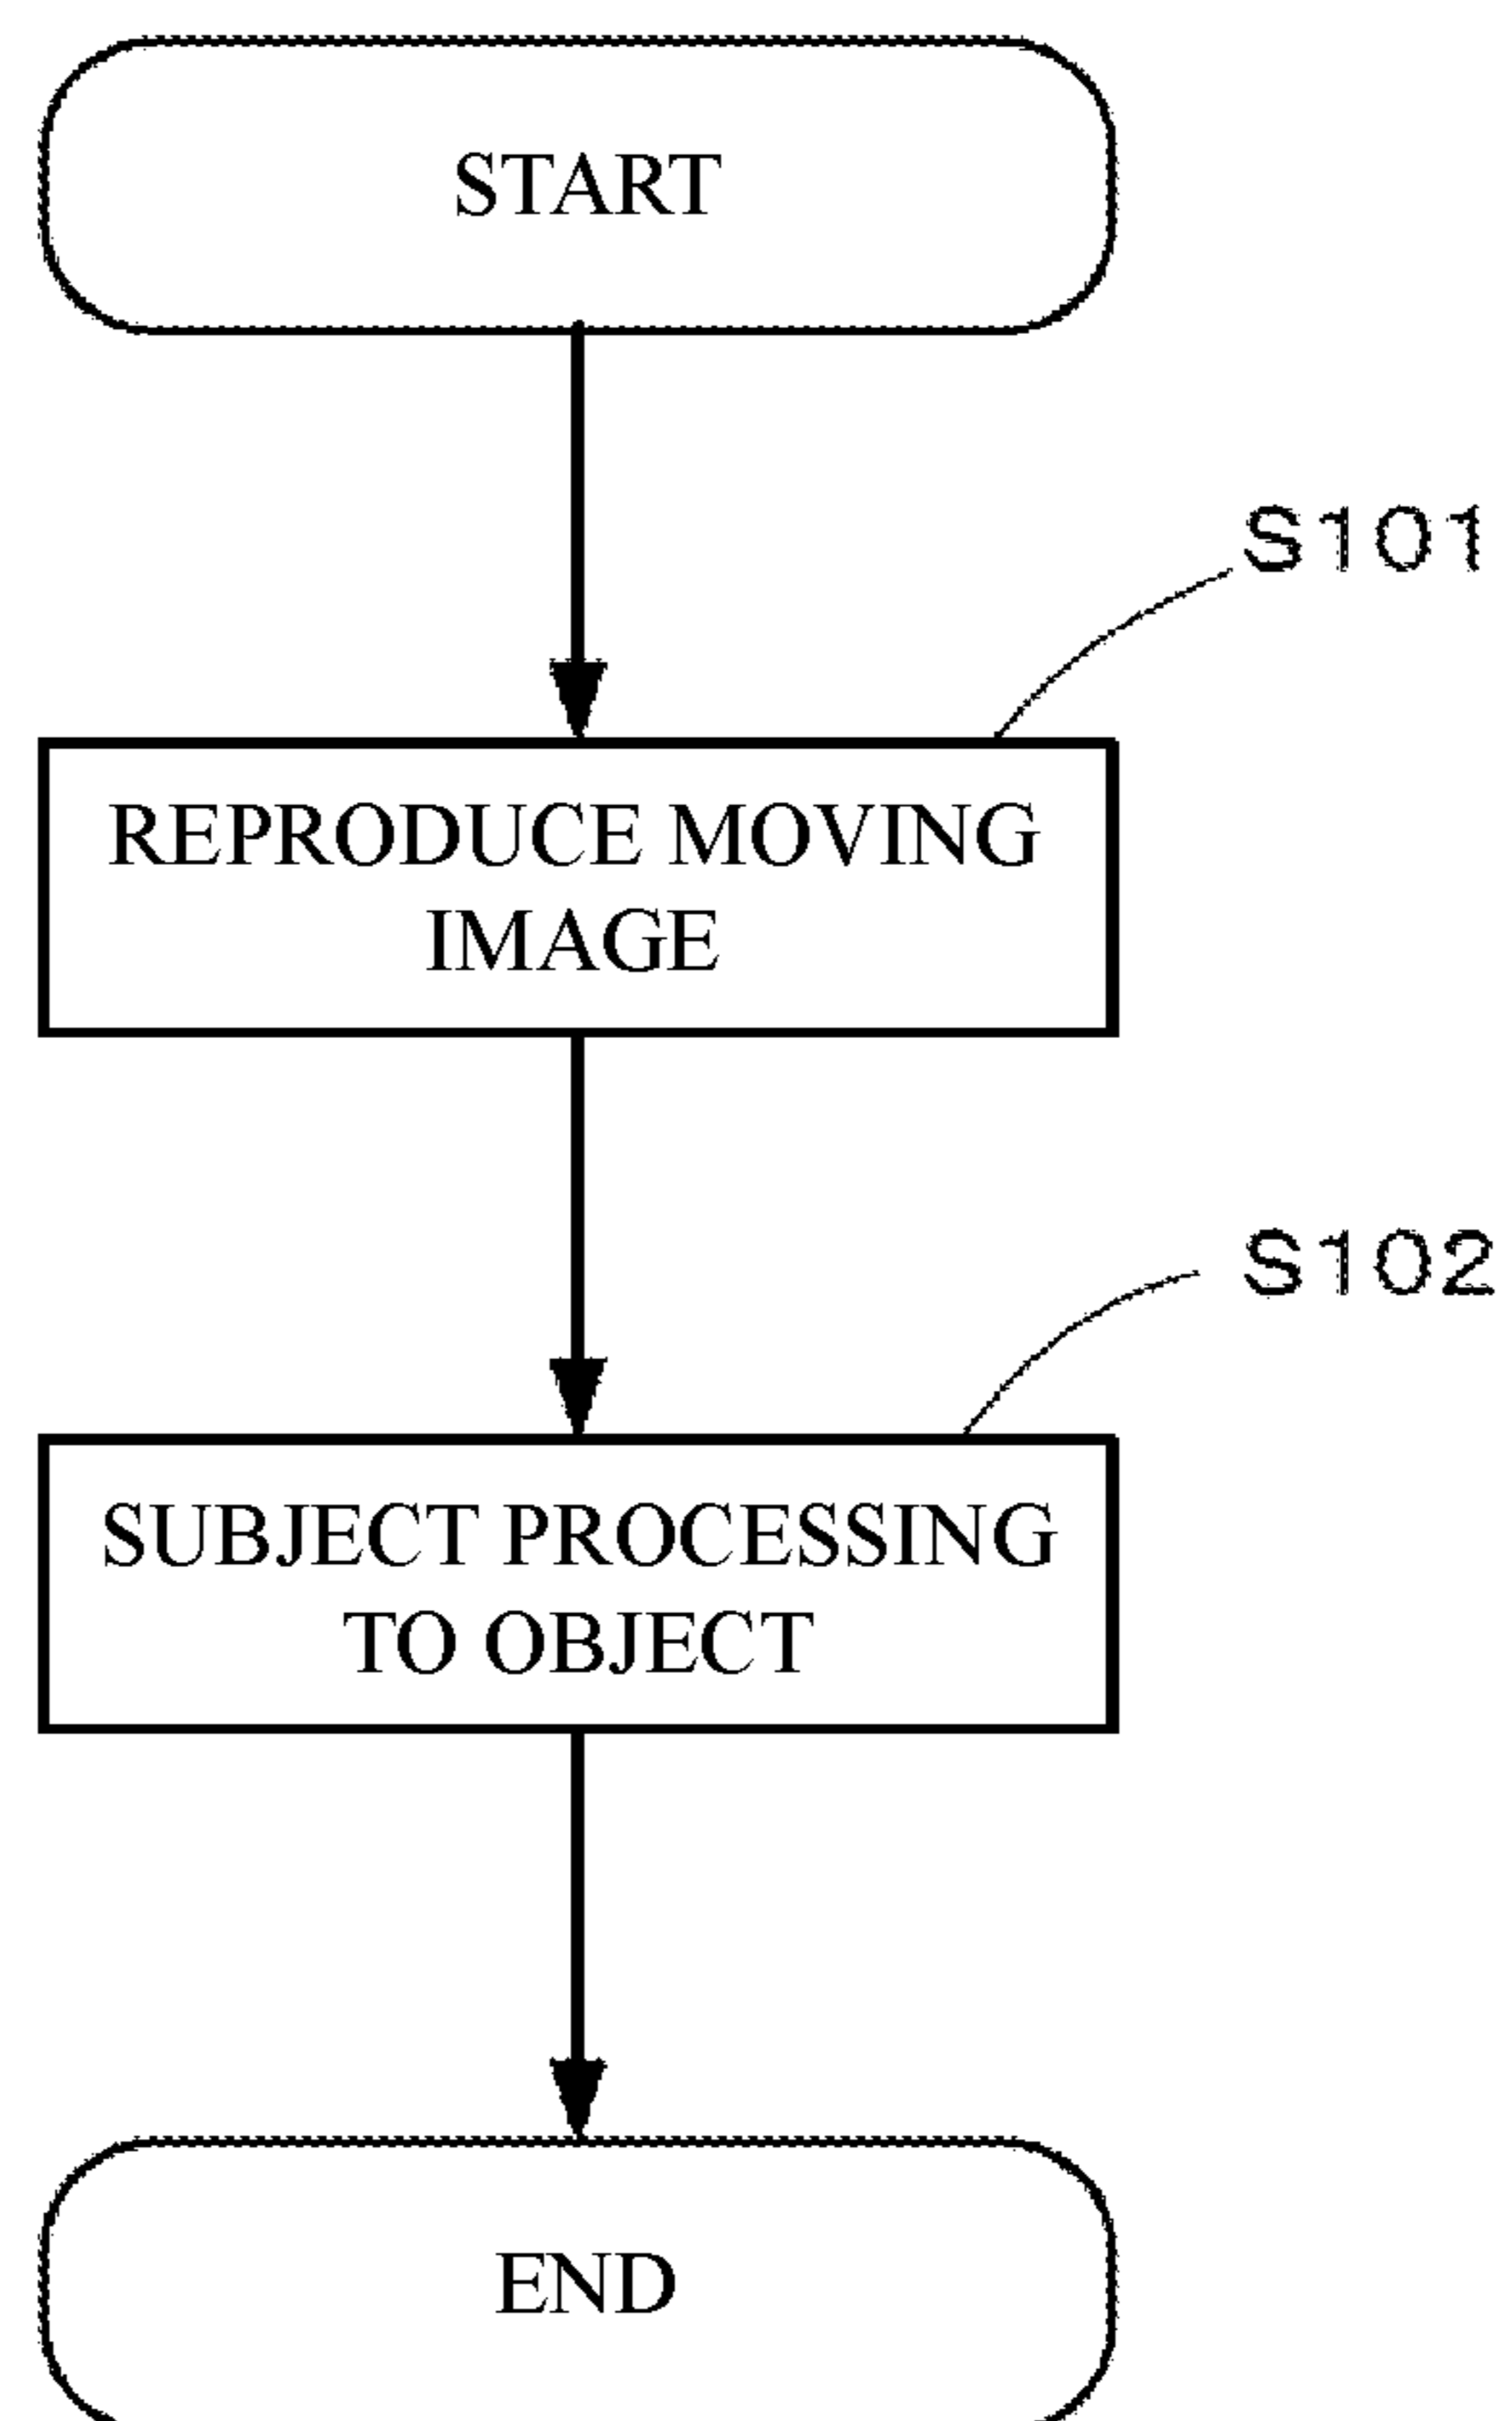 START
S101
REPRODUCE MOVING
IMAGE
S102
SUBJECT PROCESSING
TO OBJECT
END